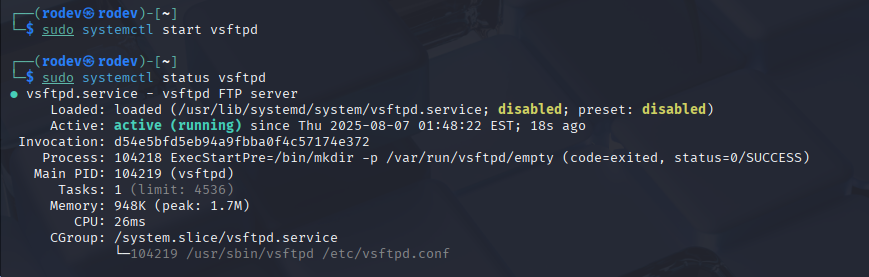 ┌──(rodev㉿rodev)-[~]
└─$ sudo systemctl start vsftpd
┌──(rodev㉿rodev)-[~]
└─$ sudo systemctl status vsftpd
● vsftpd.service - vsftpd FTP server
Loaded: loaded (/usr/lib/systemd/system/vsftpd.service; disabled; preset: disabled)
Active: active (running) since Thu 2025-08-07 01:48:22 EST; 18s ago
Invocation: d54e5bfd5eb94a9fbba0f4c57174e372
Process: 104218 ExecStartPre=/bin/mkdir -p /var/run/vsftpd/empty (code=exited, status=0/SUCCESS)
Main PID: 104219 (vsftpd)
Tasks: 1 (limit: 4536)
Memory: 948K (peak: 1.7M)
CPU: 26ms
CGroup: /system.slice/vsftpd.service
└─104219 /usr/sbin/vsftpd /etc/vsftpd.conf